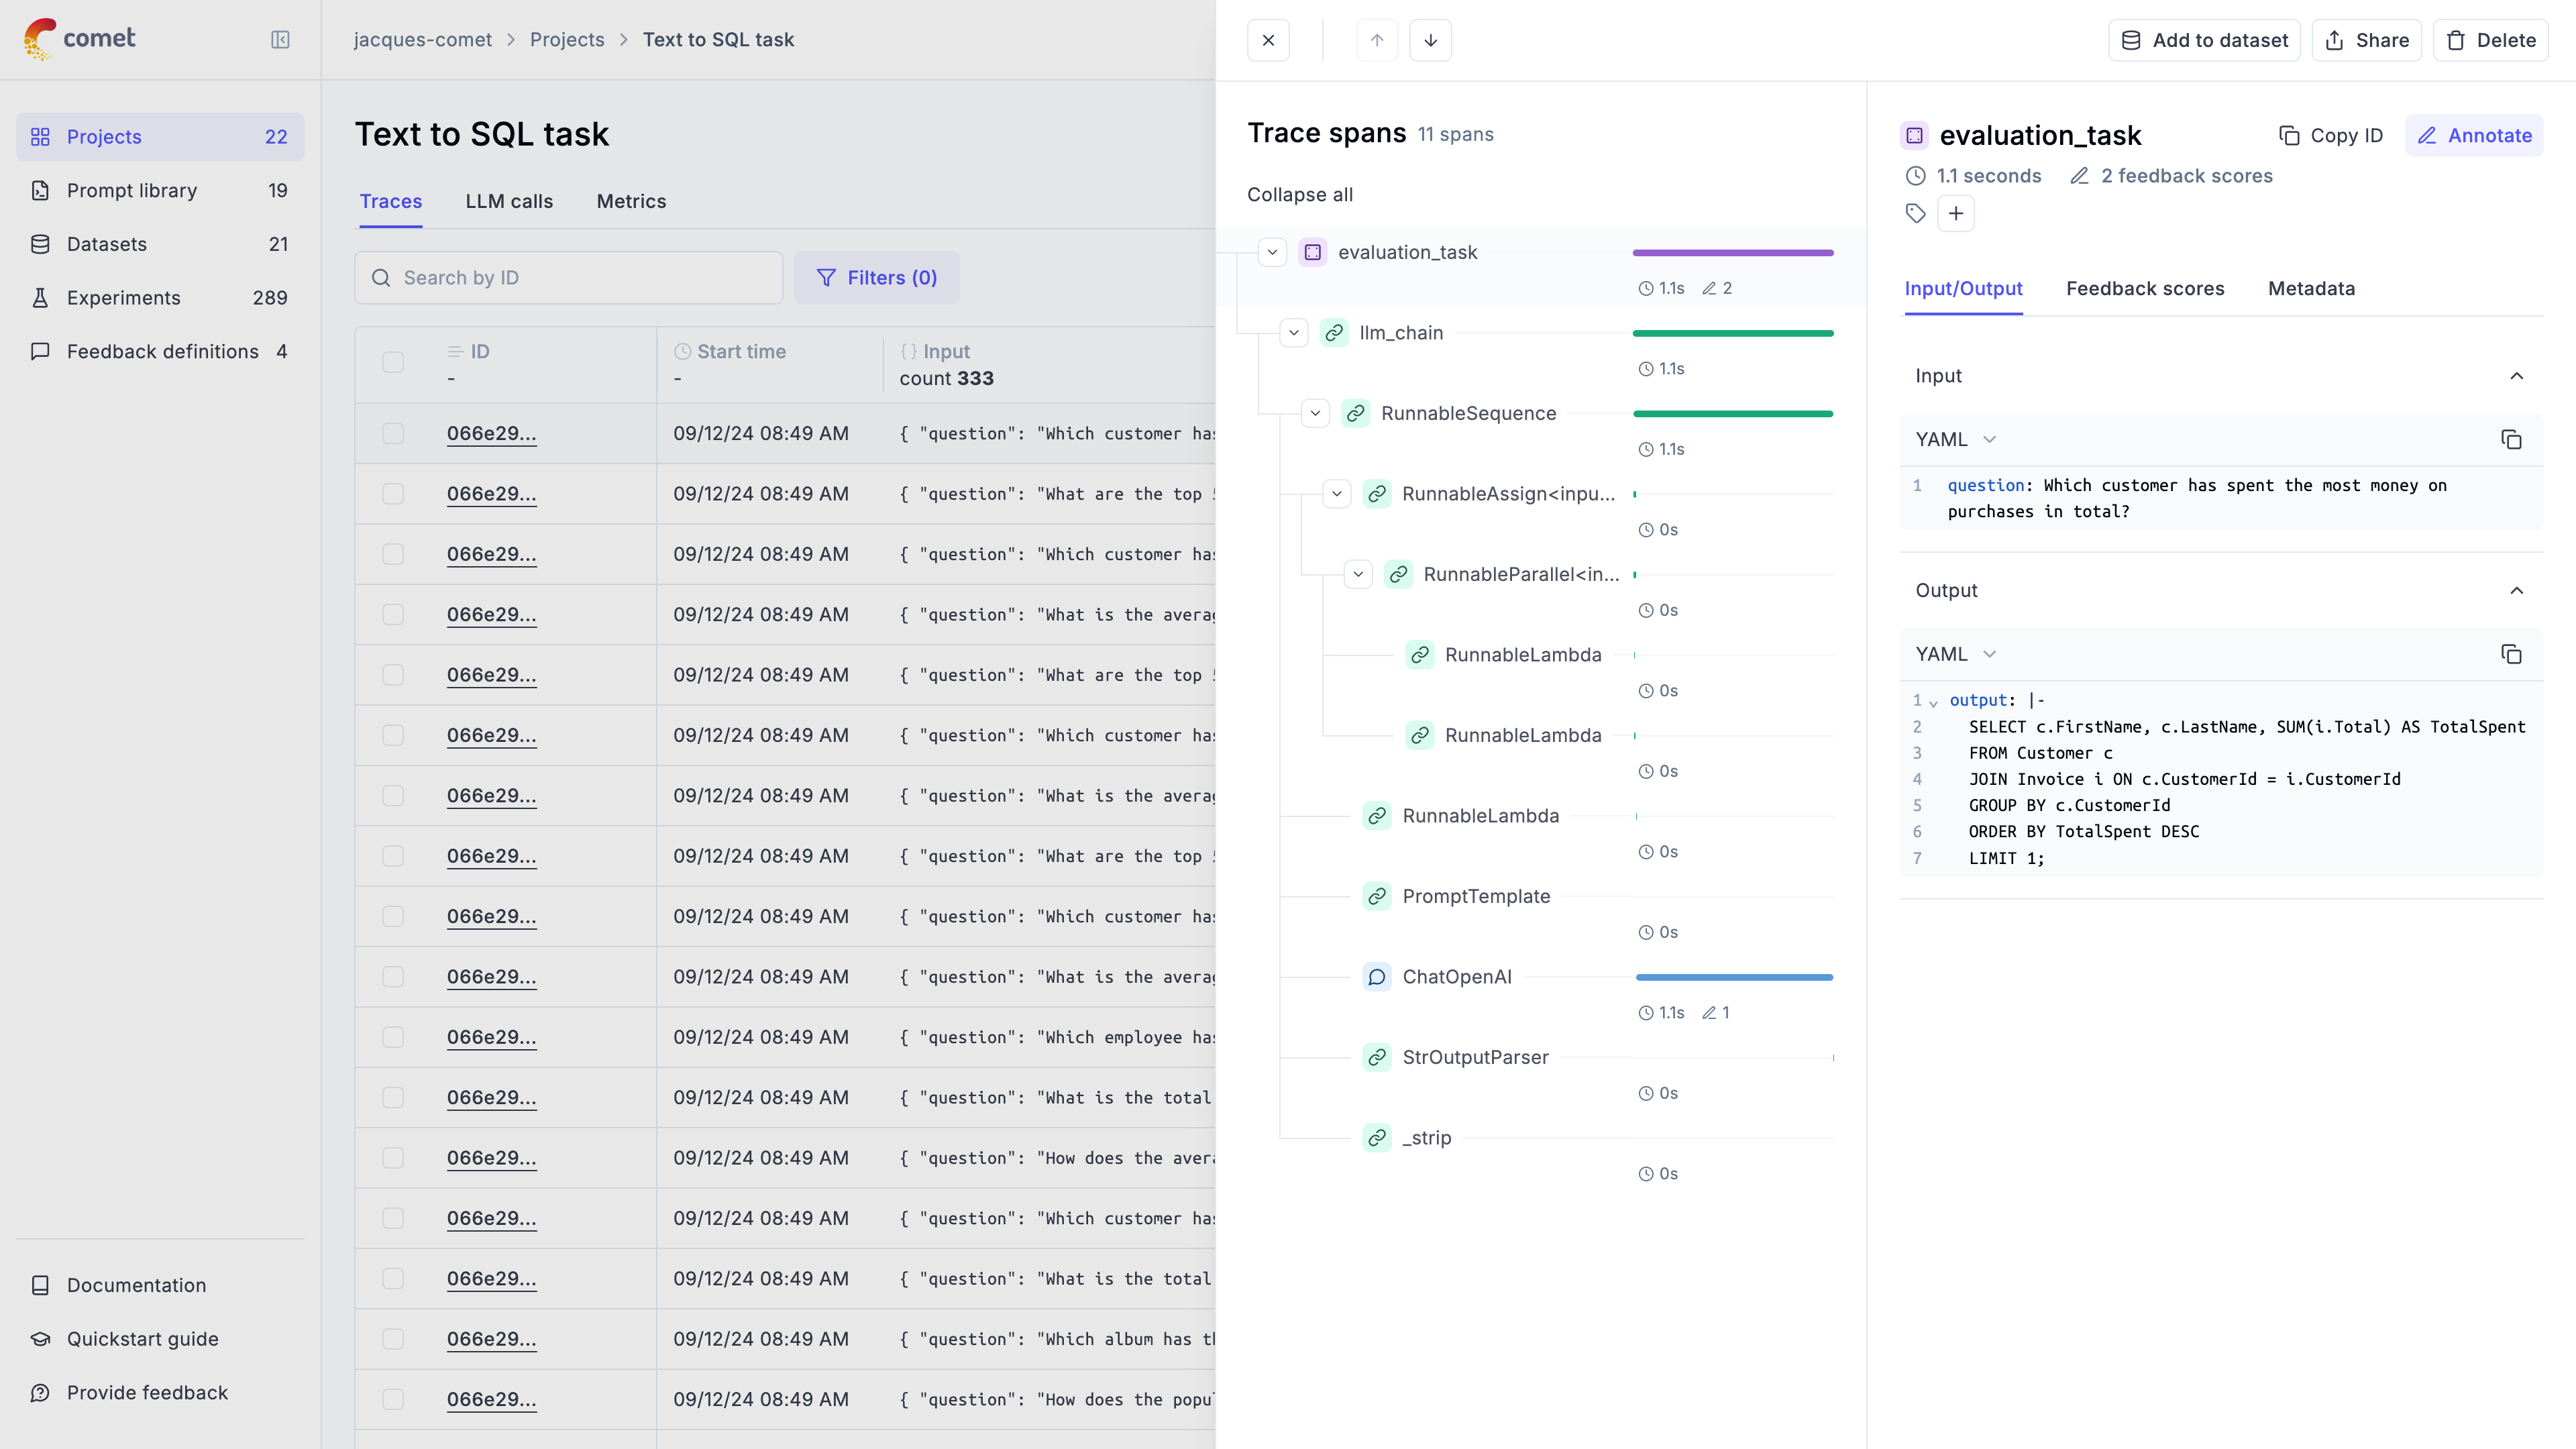 comet
Projects 22
Prompt library 19
Datasets 21
Experiments 289
Feedback definitions 4
Documentation
Quickstart guide
Provide feedback
jacques-comet > Projects > Text to SQL task
Text to SQL task
Traces LLM calls Metrics
Search by ID Filters (0)
ID Start time {} Input
- - count 333
066e29... 09/12/24 08:49 AM { "question": "Which customer has
066e29... 09/12/24 08:49 AM { "question": "What are the top 5
066e29... 09/12/24 08:49 AM { "question": "Which customer has
066e29... 09/12/24 08:49 AM { "question": "What is the averag
066e29... 09/12/24 08:49 AM { "question": "What are the top 5
066e29... 09/12/24 08:49 AM { "question": "Which customer has
066e29... 09/12/24 08:49 AM { "question": "What is the averag
066e29... 09/12/24 08:49 AM { "question": "What are the top 5
066e29... 09/12/24 08:49 AM { "question": "Which customer has
066e29... 09/12/24 08:49 AM { "question": "What is the averag
066e29... 09/12/24 08:49 AM { "question": "Which employee has
066e29... 09/12/24 08:49 AM { "question": "What is the total
066e29... 09/12/24 08:49 AM { "question": "How does the avera
066e29... 09/12/24 08:49 AM { "question": "Which customer has
066e29... 09/12/24 08:49 AM { "question": "What is the total
066e29... 09/12/24 08:49 AM { "question": "Which album has th
066e29... 09/12/24 08:49 AM { "question": "How does the popu
Add to dataset Share Delete
Trace spans 11 spans
Collapse all
evaluation_task
1.1s 2
llm_chain
1.1s
RunnableSequence
1.1s
RunnableAssign<inpu...
0s
RunnableParallel<in...
0s
RunnableLambda
0s
RunnableLambda
0s
RunnableLambda
0s
PromptTemplate
0s
ChatOpenAI
1.1s 1
StrOutputParser
0s
_strip
0s
evaluation_task Copy ID Annotate
1.1 seconds 2 feedback scores
Input/Output Feedback scores Metadata
Input
YAML
1 question: Which customer has spent the most money on
purchases in total?
Output
YAML
1 output: |-
2 SELECT c.FirstName, c.LastName, SUM(i.Total) AS TotalSpent
3 FROM Customer c
4 JOIN Invoice i ON c.CustomerId = i.CustomerId
5 GROUP BY c.CustomerId
6 ORDER BY TotalSpent DESC
7 LIMIT 1;